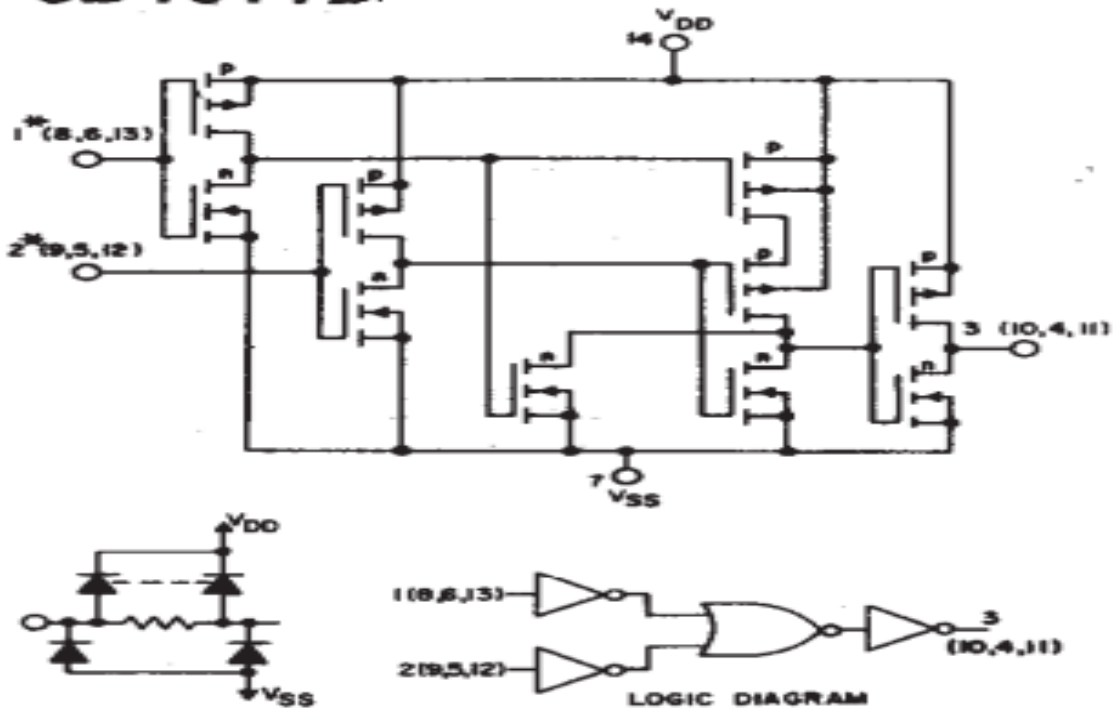 V DD
14
p
1*(8,6,13)
n
p
p
2*(9,5,12)
n
p
p
3 (10,4,11)
n
n
n
7
VSS
VDD
1(8,6,13)
3
(10,4,11)
2(9,5,12)
VSS
LOGIC DIAGRAM